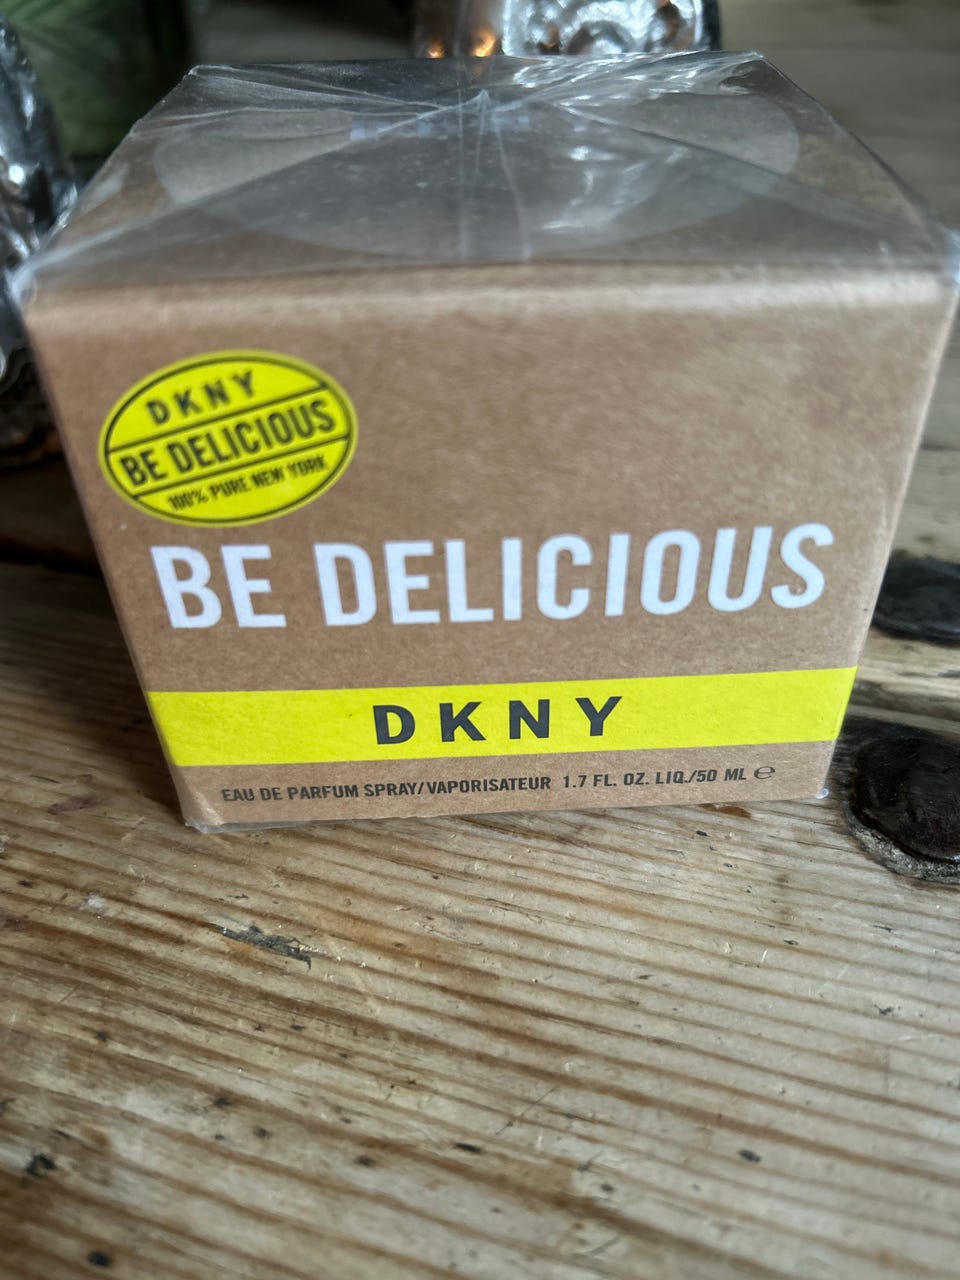 DKNY
BE DELICIOUS
100% PURE NEW YORK
BE DELICIOUS
DKNY
EAU DE PARFUM SPRAY/VAPORISATEUR 1.7 FL. OZ. LIQ./50 ML ℮